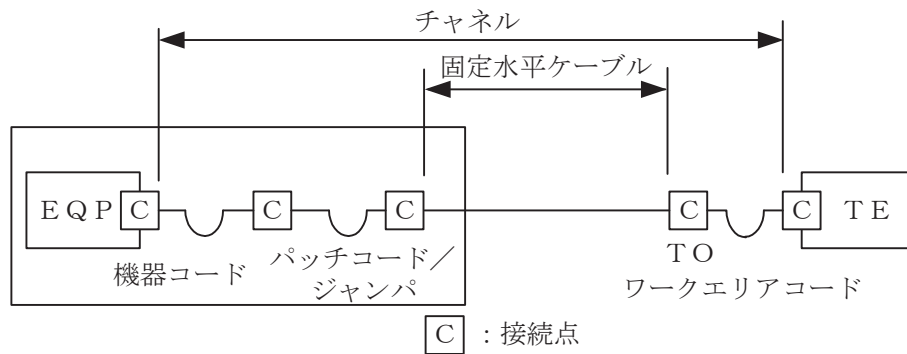 チャネル
固定水平ケーブル
EQP
C
C
C
C
C
TE
機器コード
パッチコード/
ジャンパ
TO
ワークエリアコード
C :接続点